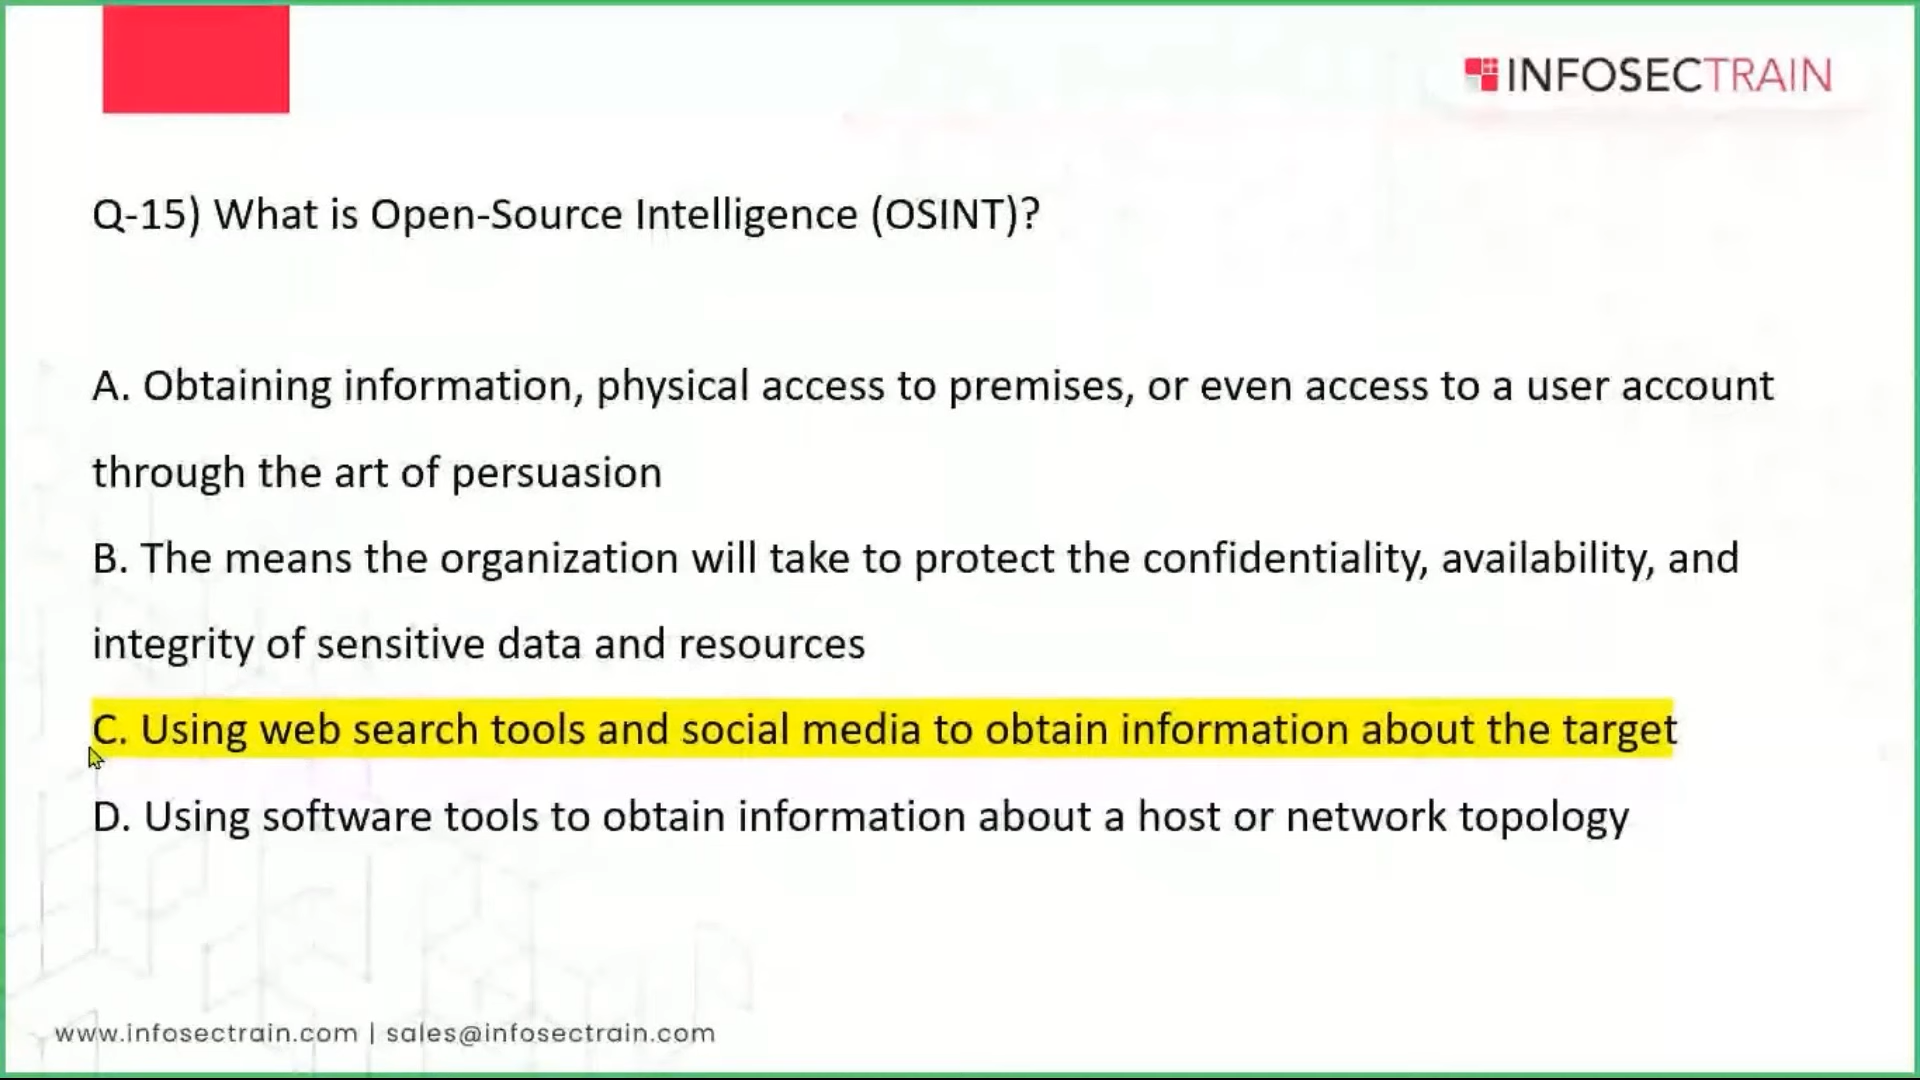 INFOSECTRAIN
Q-15) What is Open-Source Intelligence (OSINT)?
A. Obtaining information, physical access to premises, or even access to a user account
through the art of persuasion
B. The means the organization will take to protect the confidentiality, availability, and
integrity of sensitive data and resources
C. Using web search tools and social media to obtain information about the target
D. Using software tools to obtain information about a host or network topology
www.infosectrain.com | sales@infosectrain.com